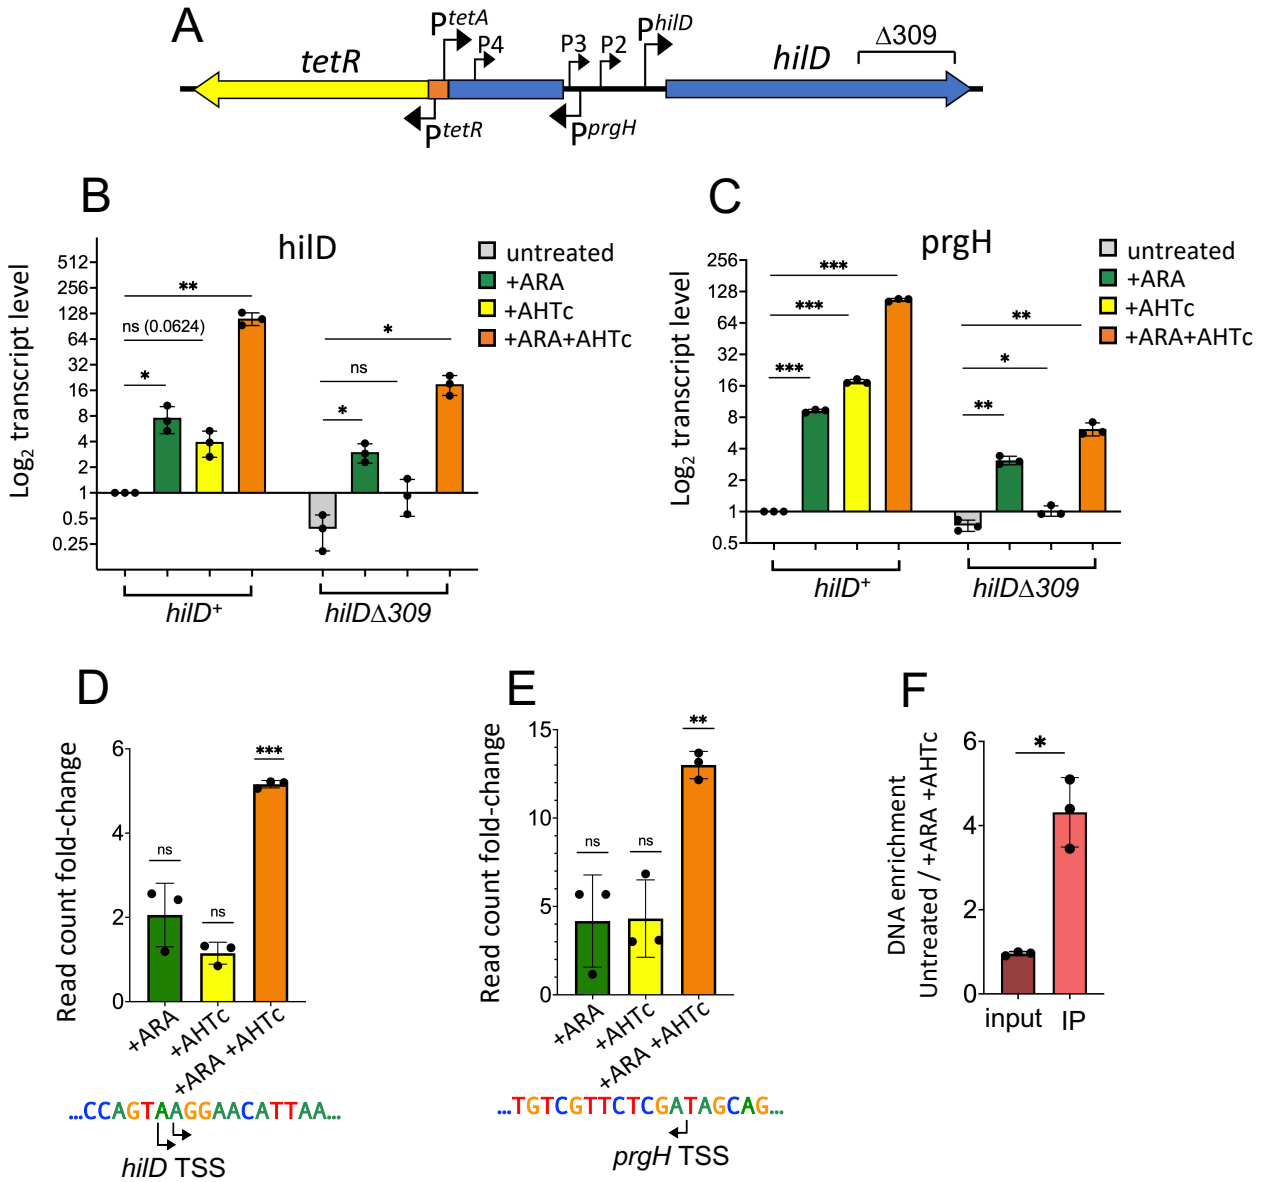 A
tetR
PtetA
P4
P3
P2
PhilD
hilD
Δ309
PtetR
PprgH
B
hilD
Log2 transcript level
512
256
128
64
32
16
8
4
2
1
0.5
0.25
**
ns (0.0624)
*
*
ns
*
untreated
+ARA
+AHTc
+ARA+AHTc
hilD+
hilDΔ309
C
prgH
Log2 transcript level
256
128
64
32
16
8
4
2
1
0.5
***
***
***
**
*
**
untreated
+ARA
+AHTc
+ARA+AHTc
hilD+
hilDΔ309
D
Read count fold-change
6
4
2
0
ns
ns
***
+ARA
+AHTc
+ARA +AHTc
...CCAGTAAGGAACATTAA...
hilD TSS
E
Read count fold-change
15
10
5
0
ns
ns
**
+ARA
+AHTc
+ARA +AHTc
...TGTCGTTCTCGATAGCAG...
prgH TSS
F
DNA enrichment
Untreated / +ARA +AHTc
6
4
2
0
*
input
IP